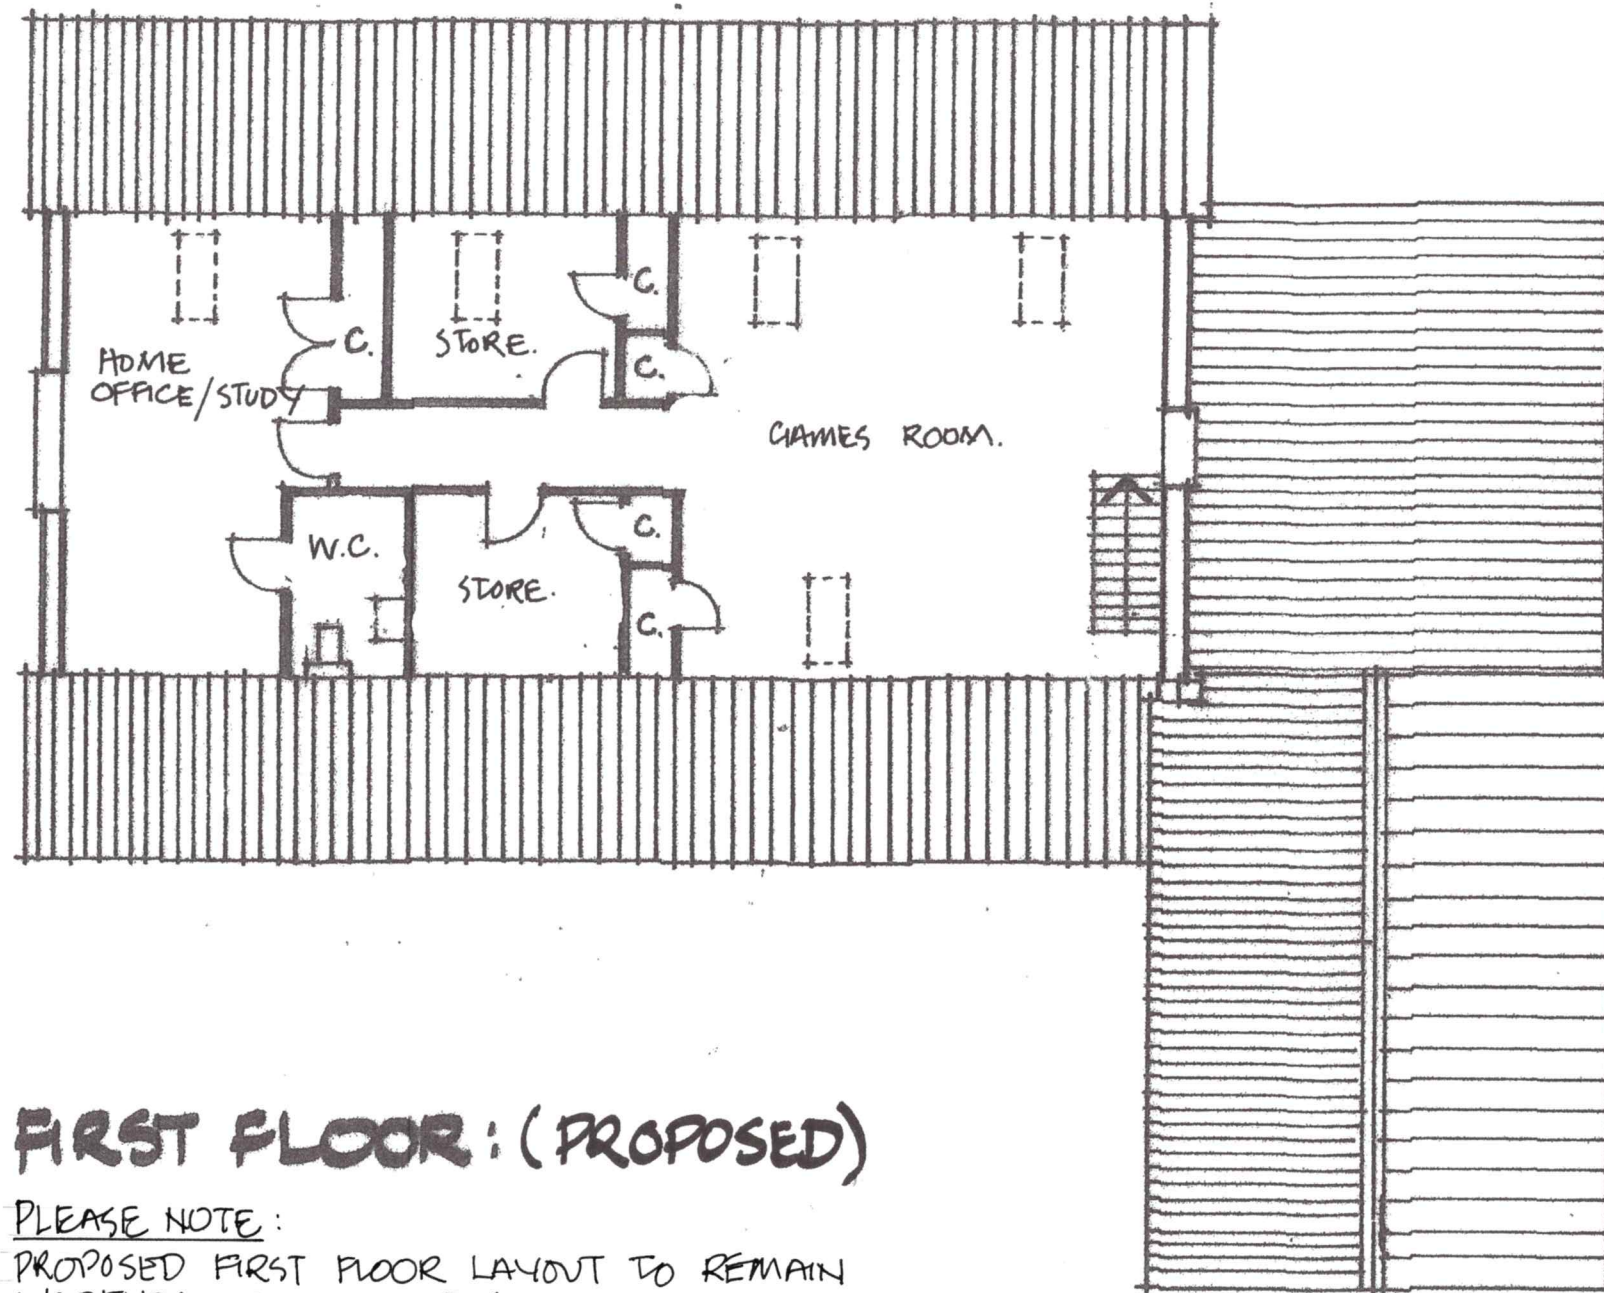 C.
C.
STORE.
C.
HOME
OFFICE/STUDY
GAMES ROOM.
C.
W.C.
STORE.
C.
FIRST FLOOR: (PROPOSED)
PLEASE NOTE:
PROPOSED FIRST FLOOR LAYOUT TO REMAIN